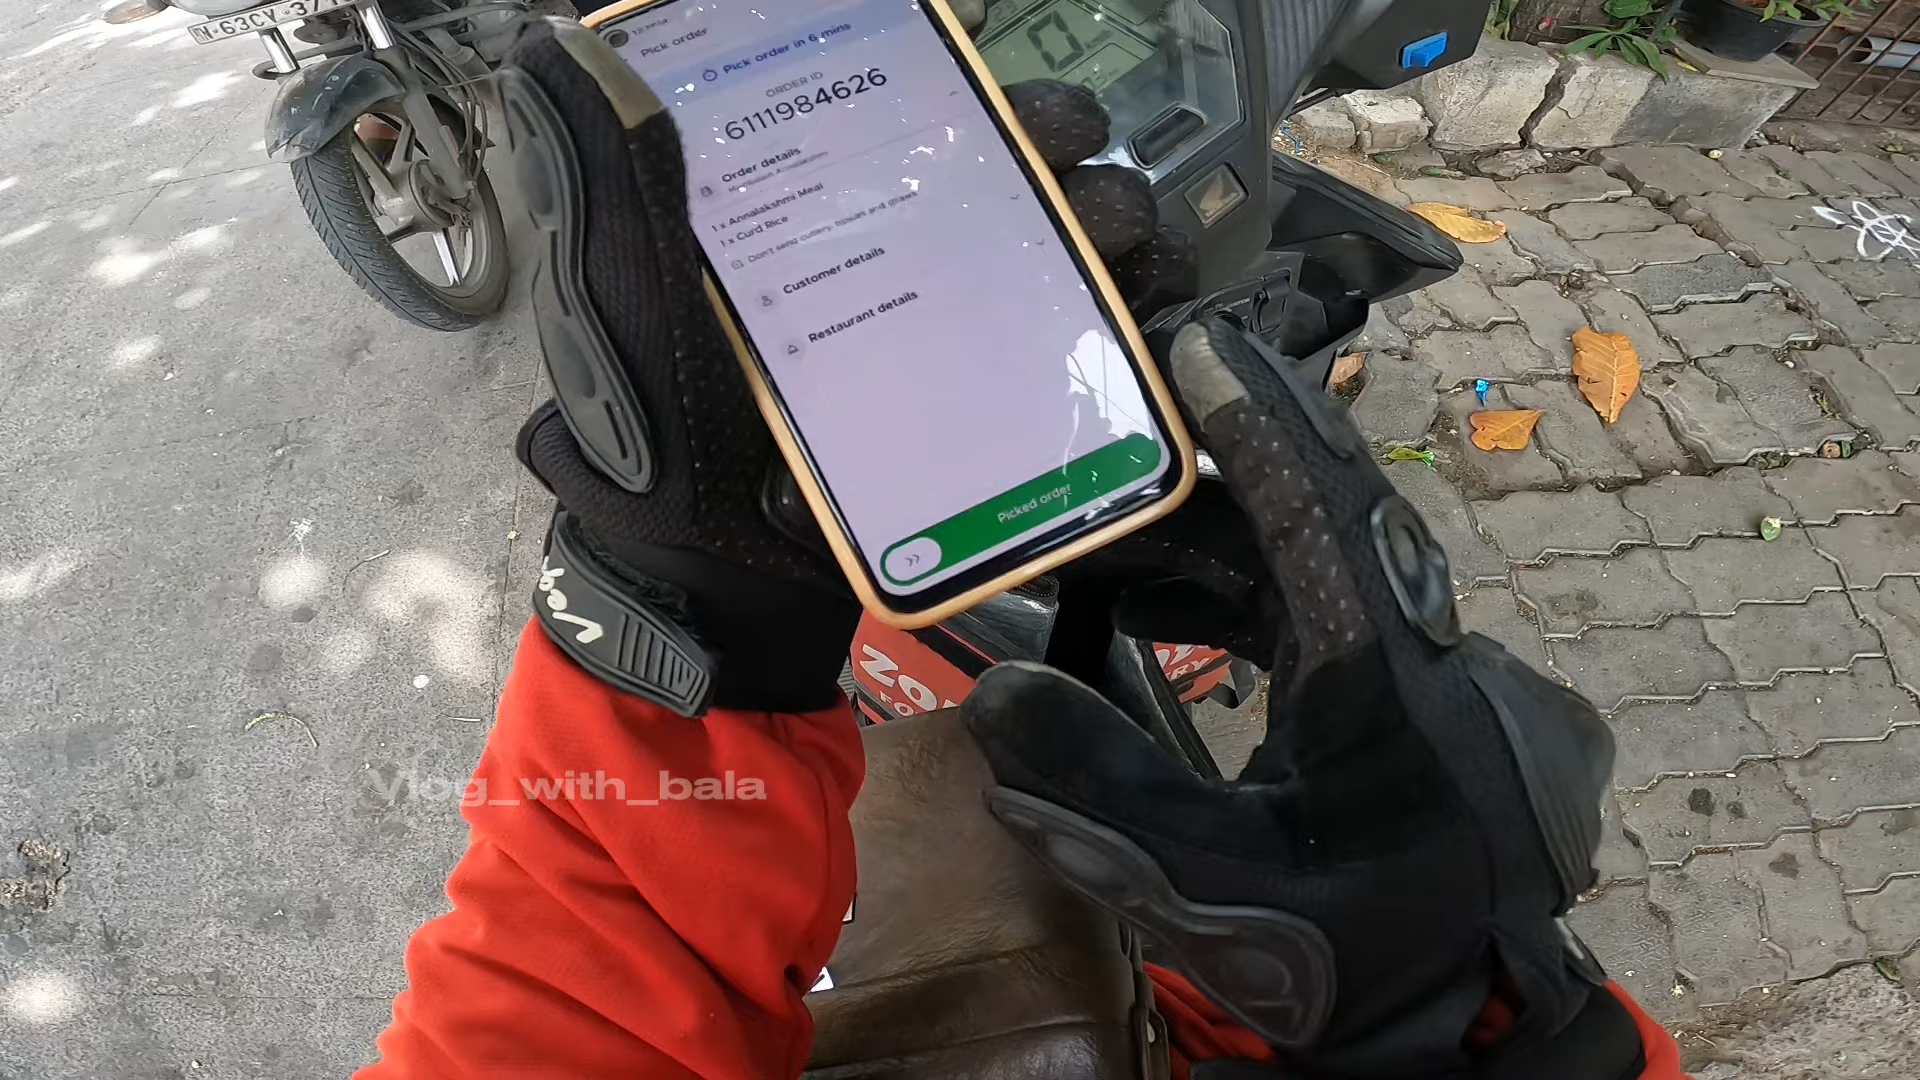 63CV
Pick order
Pick order in 6 mins
ORDER ID
6111984626
Order details
1 x Annalakshmi Meal
1 x Curd Rice
Don't send cutlery, tissues and straws
Customer details
Restaurant details
Picked order
Vlog_with_bala